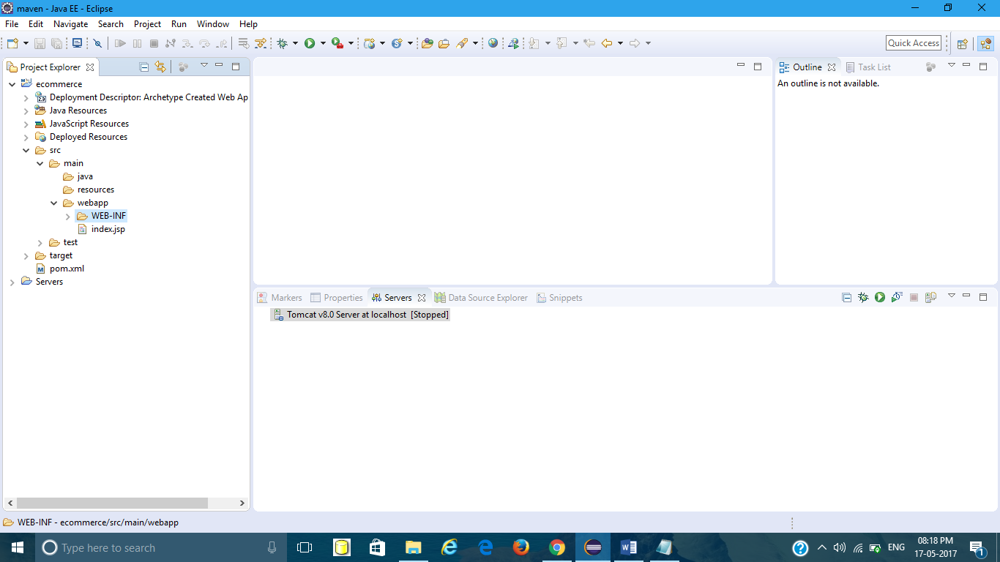 maven - Java EE - Eclipse
File Edit Navigate Search Project Run Window Help
Quick Access
Project Explorer
ecommerce
2.3 Deployment Descriptor: Archetype Created Web Ap
Java Resources
JavaScript Resources
Deployed Resources
src
main
java
resources
webapp
WEB-INF
index.jsp
test
target
pom.xml
Servers
Outline Task List
An outline is not available.
Markers Properties Servers Data Source Explorer Snippets
Tomcat v8.0 Server at localhost [Stopped]
WEB-INF - ecommerce/src/main/webapp
Type here to search
ENG
08:18 PM
17-05-2017
1